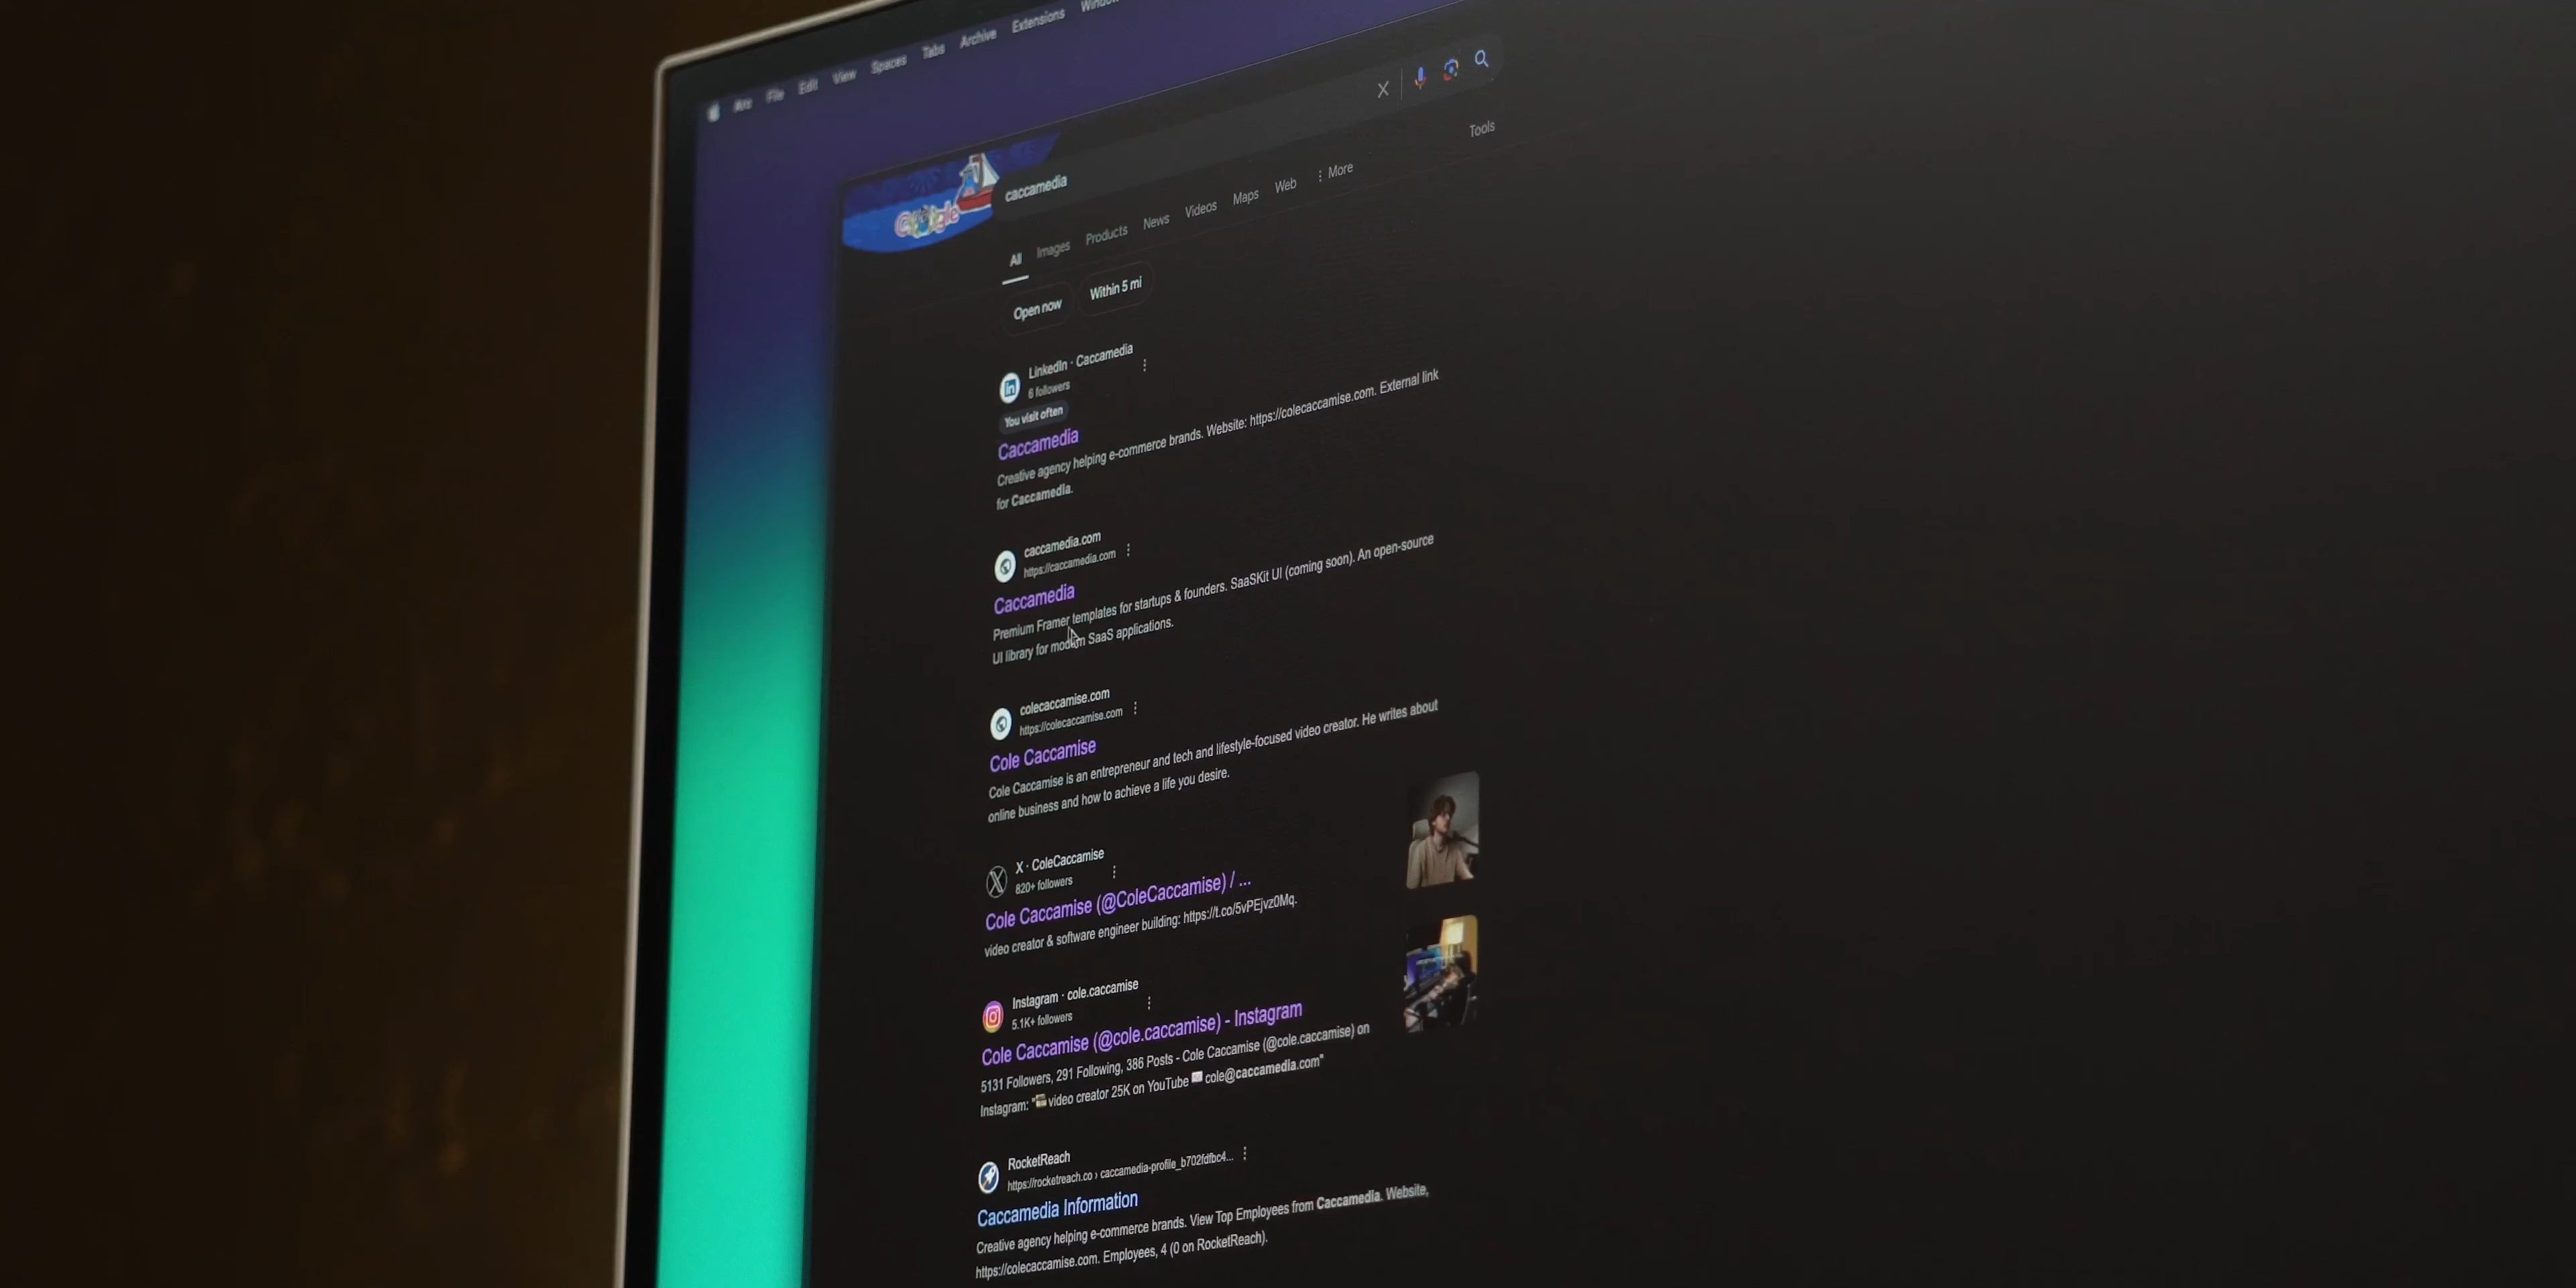 Arc File Edit View Spaces Tabs Archive Extensions Window
Google
caccamedia
All Images Products News Videos Maps Web More Tools
Open now Within 5 mi
LinkedIn · Caccamedia
6 followers
You visit often
Caccamedia
Creative agency helping e-commerce brands. Website: https://colecaccamise.com. External link
for Caccamedia.
caccamedia.com
https://caccamedia.com
Caccamedia
Premium Framer templates for startups & founders. SaaSKit UI (coming soon). An open-source
UI library for modern SaaS applications.
colecaccamise.com
https://colecaccamise.com
Cole Caccamise
Cole Caccamise is an entrepreneur and tech and lifestyle-focused video creator. He writes about
online business and how to achieve a life you desire.
X · ColeCaccamise
820+ followers
Cole Caccamise (@ColeCaccamise) / ...
video creator & software engineer building: https://t.co/5vPEjvz0Mq.
Instagram · cole.caccamise
5.1K+ followers
Cole Caccamise (@cole.caccamise) - Instagram
5131 Followers, 291 Following, 386 Posts - Cole Caccamise (@cole.caccamise) on
Instagram: "📹video creator 25K on YouTube ✉️ cole@caccamedia.com"
RocketReach
https://rocketreach.co › caccamedia-profile_b702fdfbc4...
Caccamedia Information
Creative agency helping e-commerce brands. View Top Employees from Caccamedia. Website,
https://colecaccamise.com. Employees, 4 (0 on RocketReach).